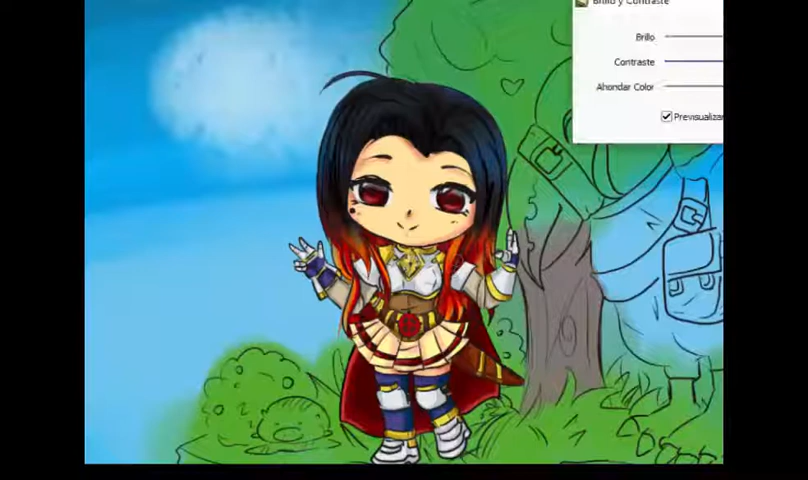 Brillo y Contraste
Brillo
Contraste
Ahondar Color
Previsualizar